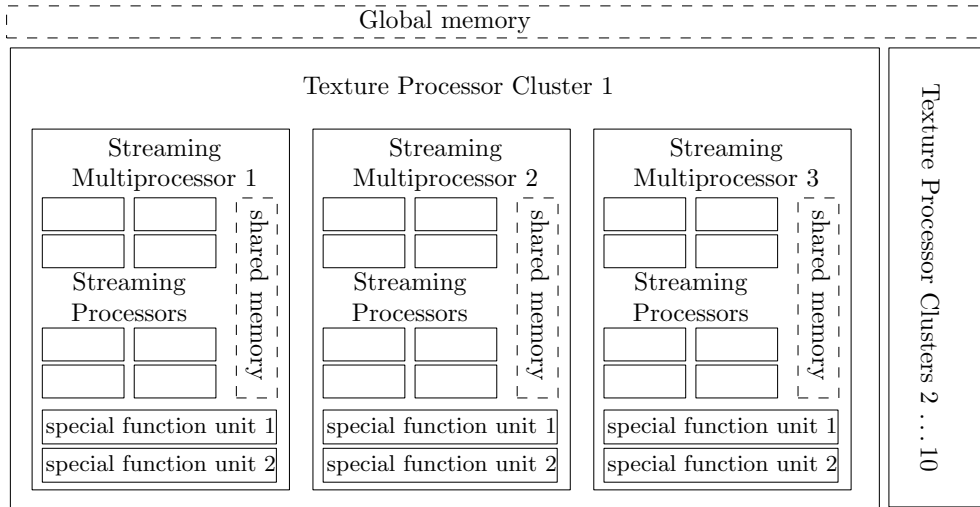 Global memory
Texture Processor Cluster 1
Streaming
Multiprocessor 1
shared memory
Streaming
Processors
special function unit 1
special function unit 2
Streaming
Multiprocessor 2
shared memory
Streaming
Processors
special function unit 1
special function unit 2
Streaming
Multiprocessor 3
shared memory
Streaming
Processors
special function unit 1
special function unit 2
Texture Processor Clusters 2 . . . 10